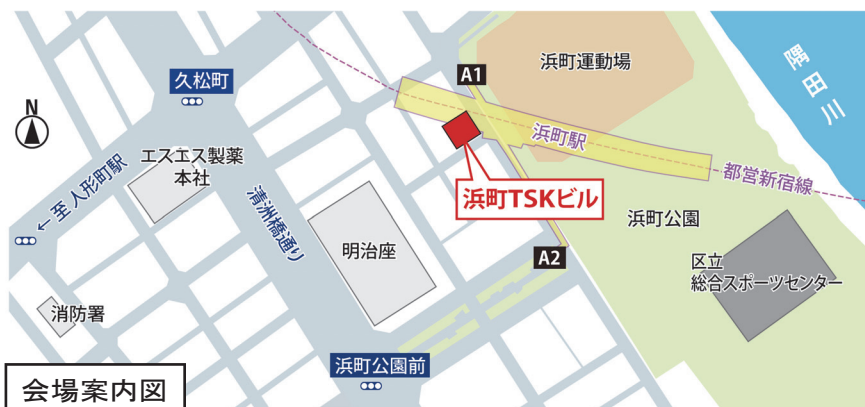 久松町
N
エスエス製薬
本社
← 至 人形町駅
清洲橋通り
消防署
会場案内図
明治座
浜町公園前
A1
浜町運動場
隅田川
浜町駅
都営新宿線
浜町TSKビル
浜町公園
A2
区立
総合スポーツセンター